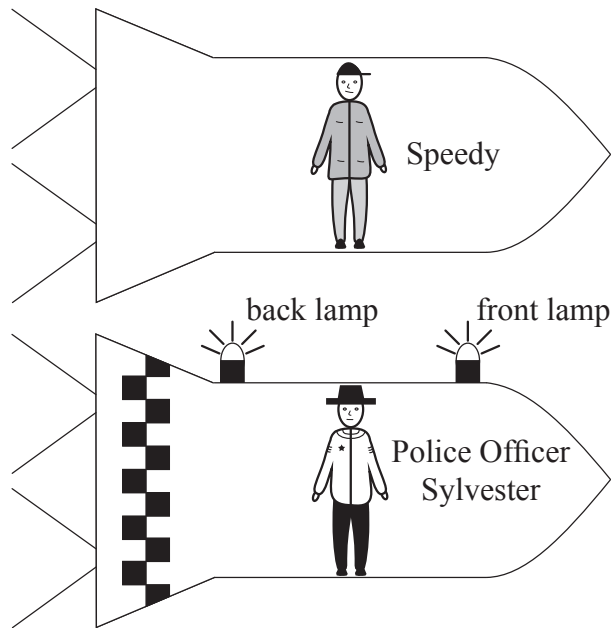 Speedy
back lamp
front lamp
Police Officer
Sylvester